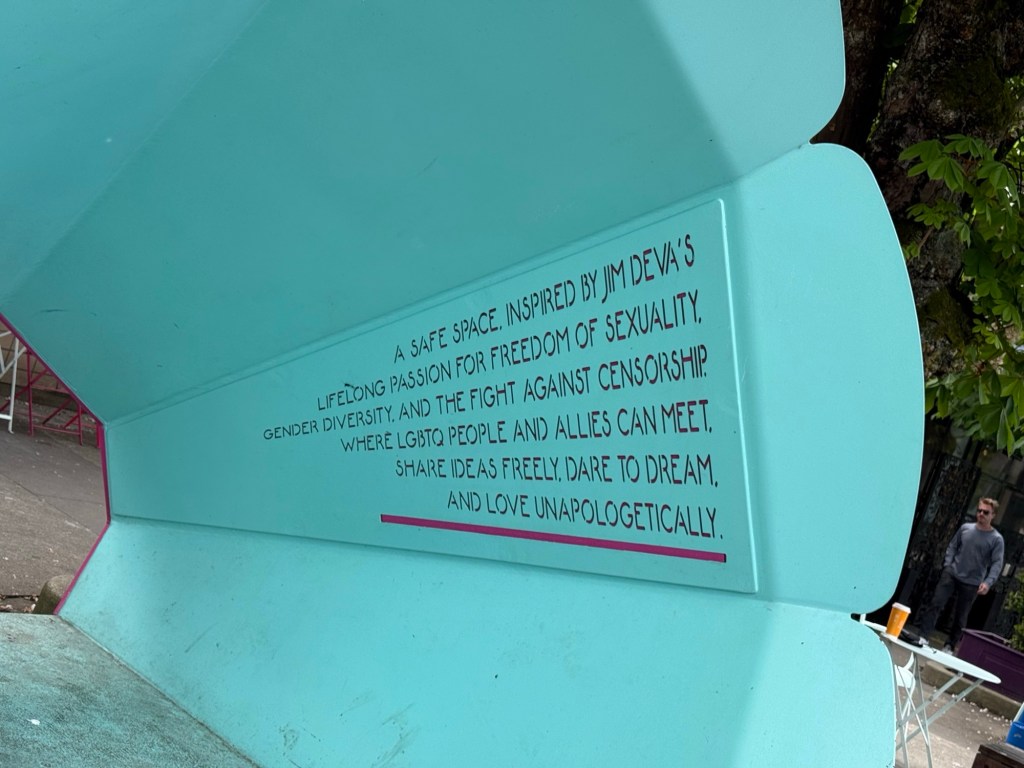 A SAFE SPACE, INSPIRED BY JIM DEVA'S
LIFELONG PASSION FOR FREEDOM OF SEXUALITY,
GENDER DIVERSITY, AND THE FIGHT AGAINST CENSORSHIP.
WHERE LGBTQ PEOPLE AND ALLIES CAN MEET,
SHARE IDEAS FREELY, DARE TO DREAM,
AND LOVE UNAPOLOGETICALLY.